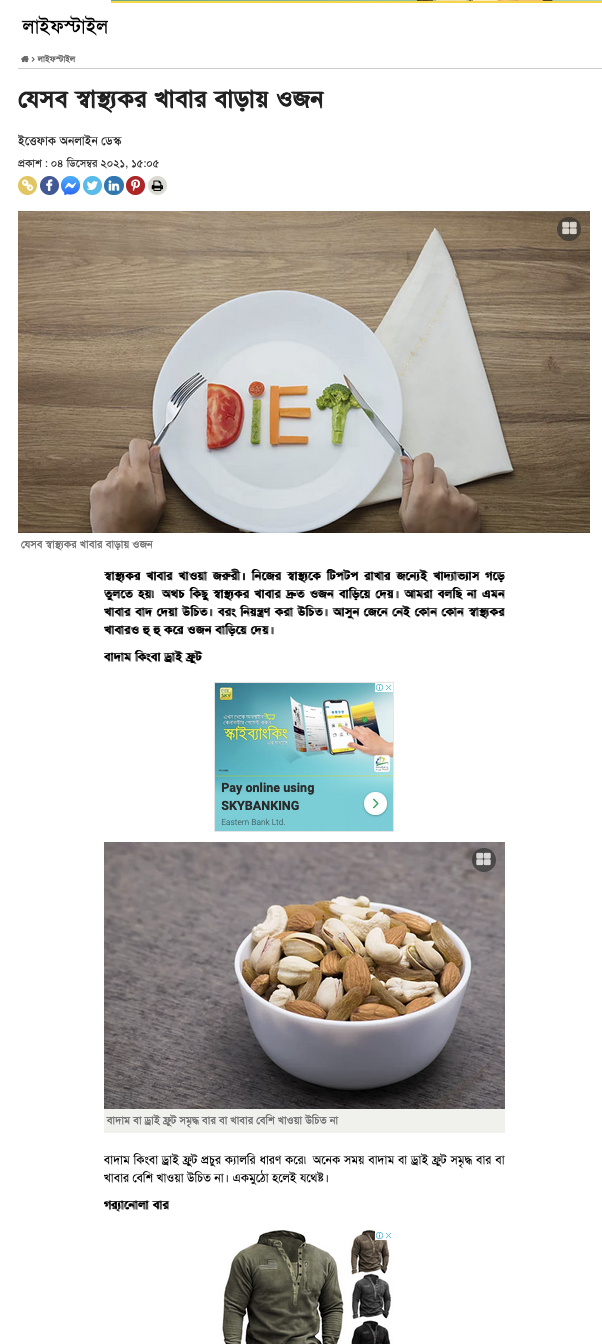 লাইফস্টাইল
› লাইফস্টাইল
যেসব স্বাস্থ্যকর খাবার বাড়ায় ওজন
ইত্তেফাক অনলাইন ডেস্ক
প্রকাশ : ০৪ ডিসেম্বর ২০২১, ১৫:০৫
DiET
যেসব স্বাস্থ্যকর খাবার বাড়ায় ওজন
স্বাস্থ্যকর খাবার খাওয়া জরুরী। নিজের স্বাস্থ্যকে টিপটপ রাখার জন্যেই খাদ্যাভ্যাস গড়ে
তুলতে হয়৷ অথচ কিছু স্বাস্থ্যকর খাবার দ্রুত ওজন বাড়িয়ে দেয়। আমরা বলছি না এমন
খাবার বাদ দেয়া উচিত। বরং নিয়ন্ত্রণ করা উচিত। আসুন জেনে নেই কোন কোন স্বাস্থ্যকর
খাবারও হু হু করে ওজন বাড়িয়ে দেয়।
বাদাম কিংবা ড্রাই ফ্রুট
SKY
স্কাইব্যাংকিং
Pay online using
SKYBANKING
Eastern Bank Ltd.
বাদাম বা ড্রাই ফ্রুট সমৃদ্ধ বার বা খাবার বেশি খাওয়া উচিত না
বাদাম কিংবা ড্রাই ফ্রুট প্রচুর ক্যালরি ধারণ করে৷ অনেক সময় বাদাম বা ড্রাই ফ্রুট সমৃদ্ধ বার বা
খাবার বেশি খাওয়া উচিত না। একমুঠো হলেই যথেষ্ট।
গর‍্যানোলা বার